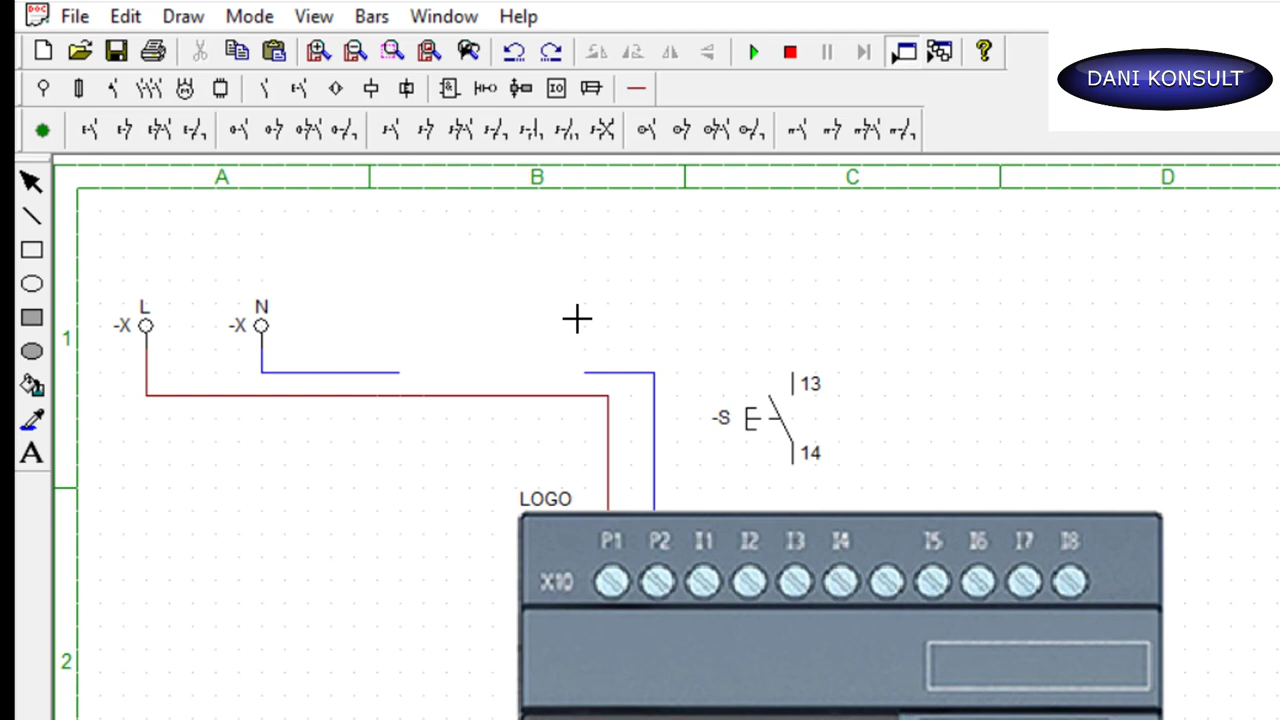 File Edit Draw Mode View Bars Window Help
DANI KONSULT
A B C D
1
L N
-X -X
13
-S
14
LOGO
P1 P2 I1 I2 I3 I4 I5 I6 I7 I8
X10
2
A